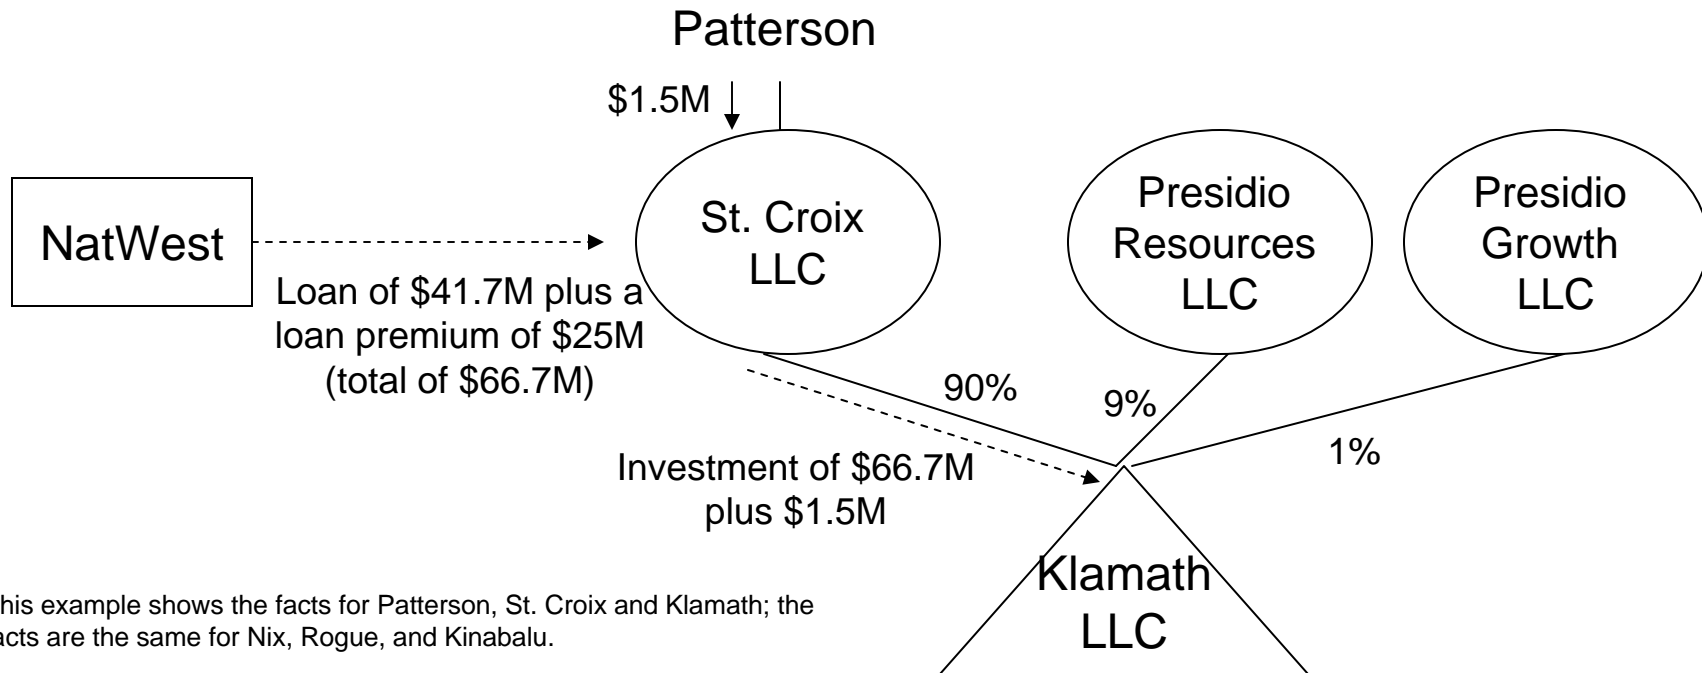 Patterson
$1.5M
NatWest
St. Croix
LLC
Presidio
Resources
LLC
Presidio
Growth
LLC
Loan of $41.7M plus a
loan premium of $25M
(total of $66.7M)
90%
9%
1%
Investment of $66.7M
plus $1.5M
Klamath
LLC
his example shows the facts for Patterson, St. Croix and Klamath; the
acts are the same for Nix, Rogue, and Kinabalu.